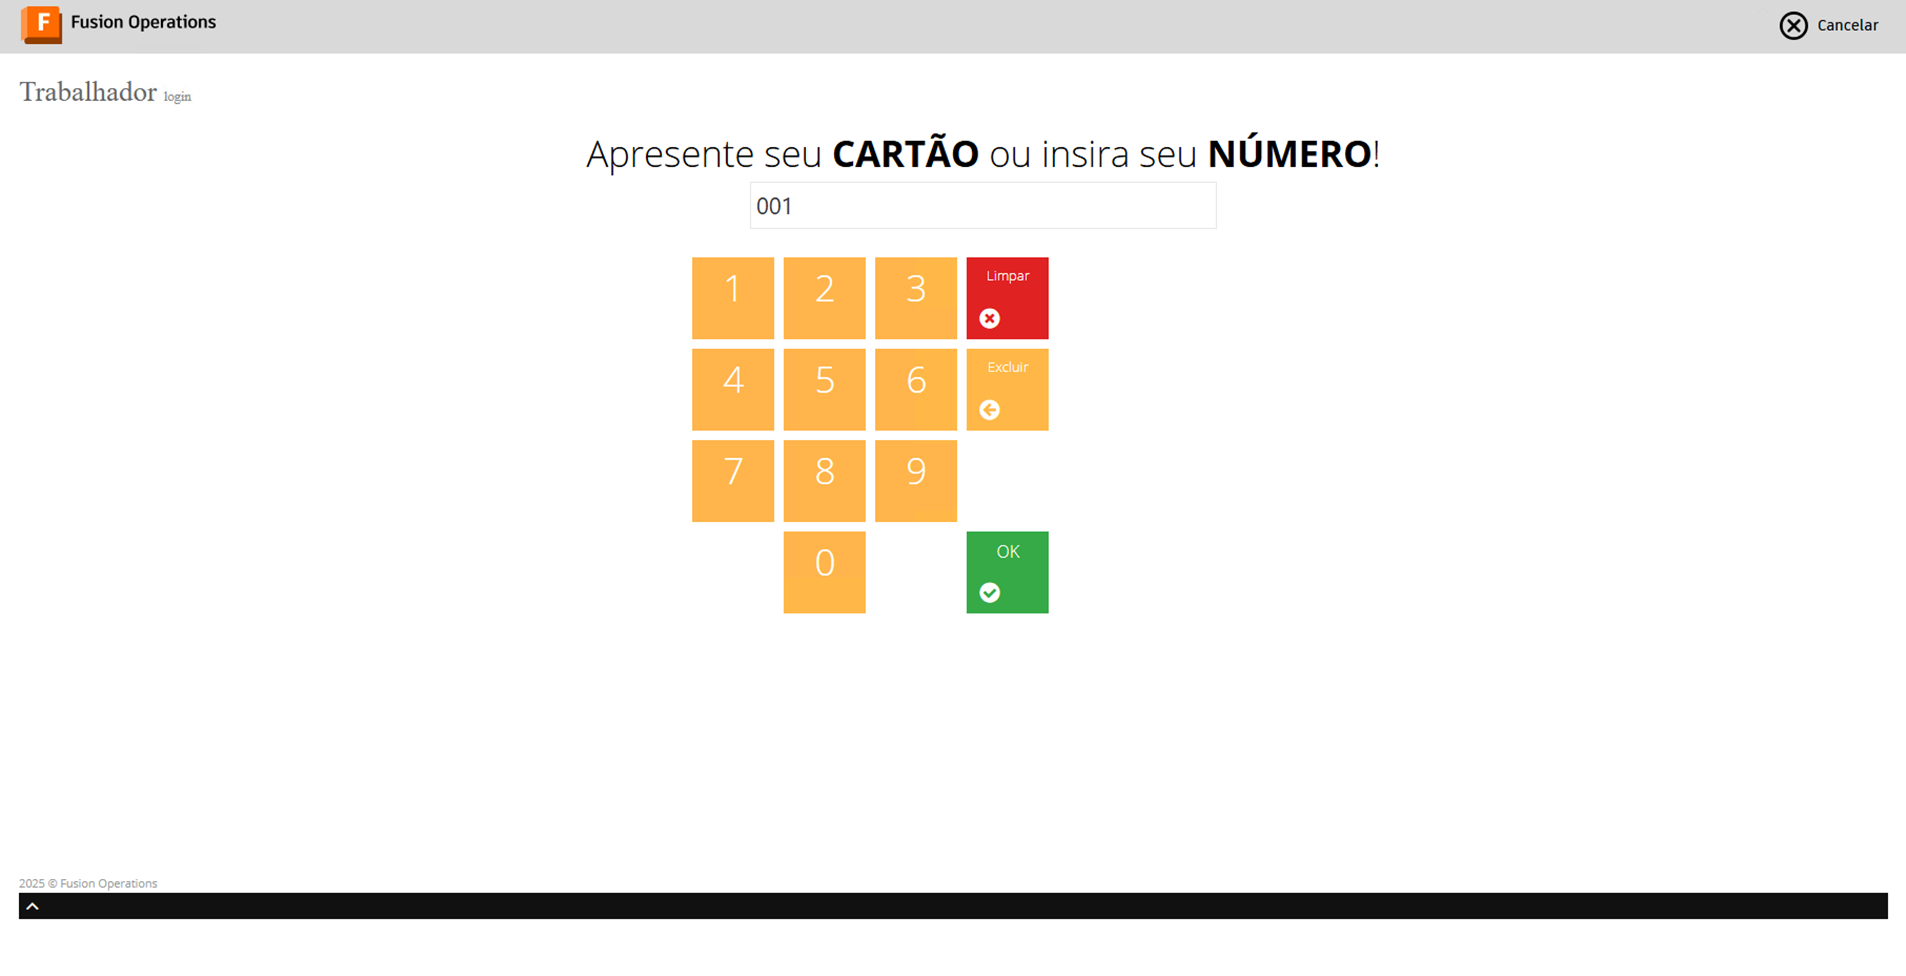 F Fusion Operations
Cancelar
Trabalhador login
Apresente seu CARTÃO ou insira seu NÚMERO!
001
1 2 3 Limpar
4 5 6 Excluir
7 8 9
0 OK
2025 © Fusion Operations